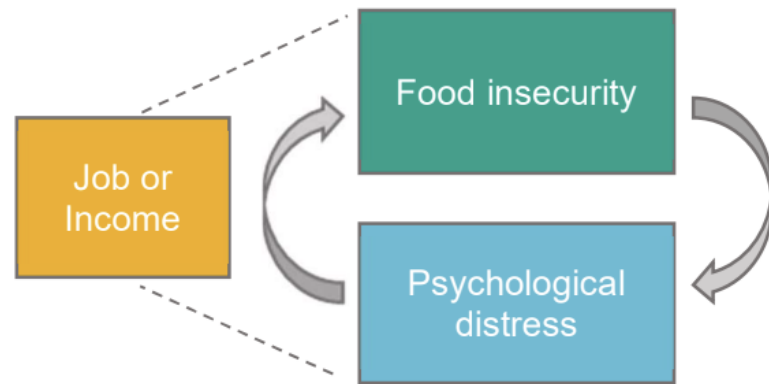 Food insecurity
Job or
Income
Psychological
distress